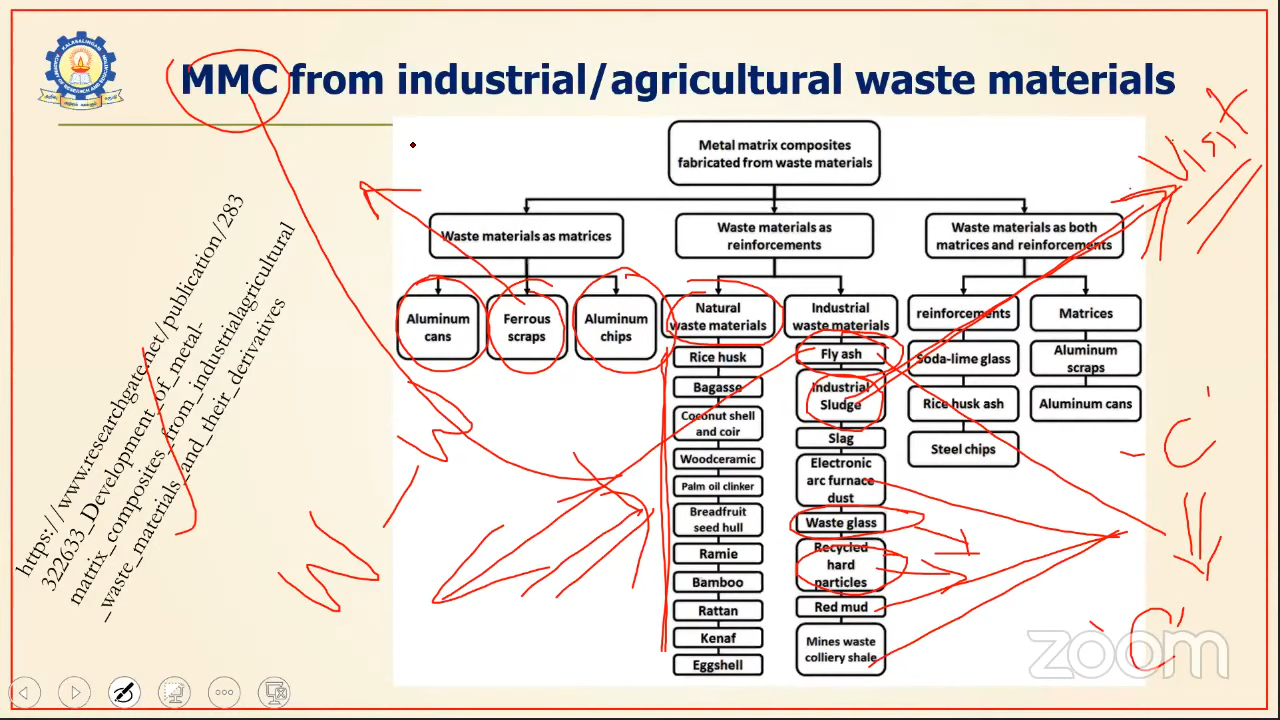 MMC from industrial/agricultural waste materials
https://www.researchgate.net/publication/283
322633_Development_of_metal-
matrix_composites_from_industrialagricultural
_waste_materials_and_their_derivatives
Metal matrix composites
fabricated from waste materials
Waste materials as matrices
Waste materials as
reinforcements
Waste materials as both
matrices and reinforcements
Aluminum
cans
Ferrous
scraps
Aluminum
chips
Natural
waste materials
Rice husk
Bagasse
Coconut shell
and coir
Woodceramic
Palm oil clinker
Breadfruit
seed hull
Ramie
Bamboo
Rattan
Kenaf
Eggshell
Industrial
waste materials
Fly ash
Industrial
Sludge
Slag
Electronic
arc furnace
dust
Waste glass
Recycled
hard
particles
Red mud
Mines waste
colliery shale
reinforcements
Soda-lime glass
Rice husk ash
Steel chips
Matrices
Aluminum
scraps
Aluminum cans
Visit
C
'C'
zoom